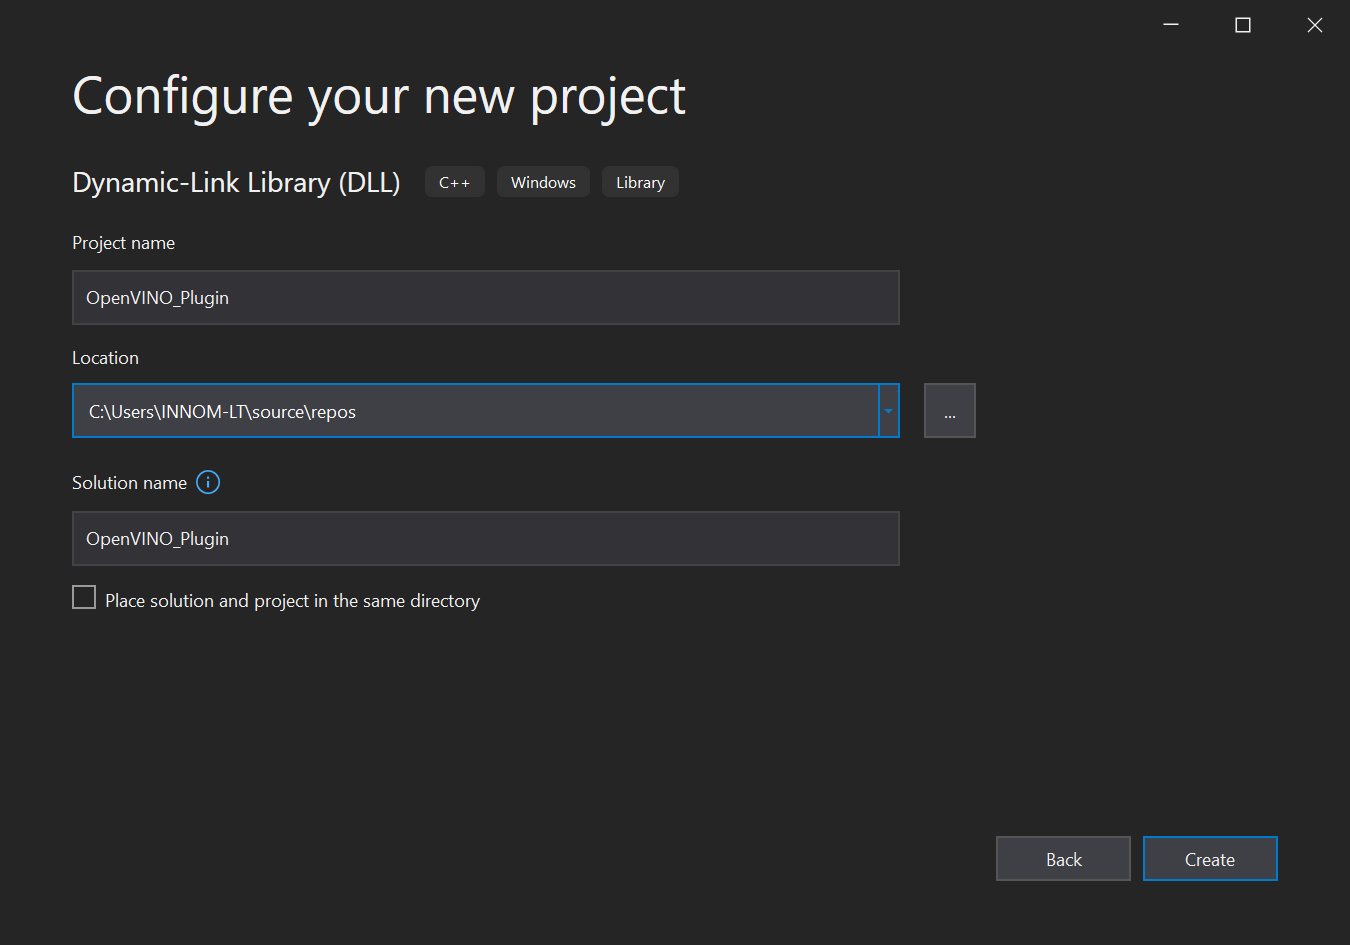 Configure your new project
Dynamic-Link Library (DLL) C++ Windows Library
Project name
OpenVINO_Plugin
Location
C:\Users\INNOM-LT\source\repos
...
Solution name
OpenVINO_Plugin
Place solution and project in the same directory
Back Create